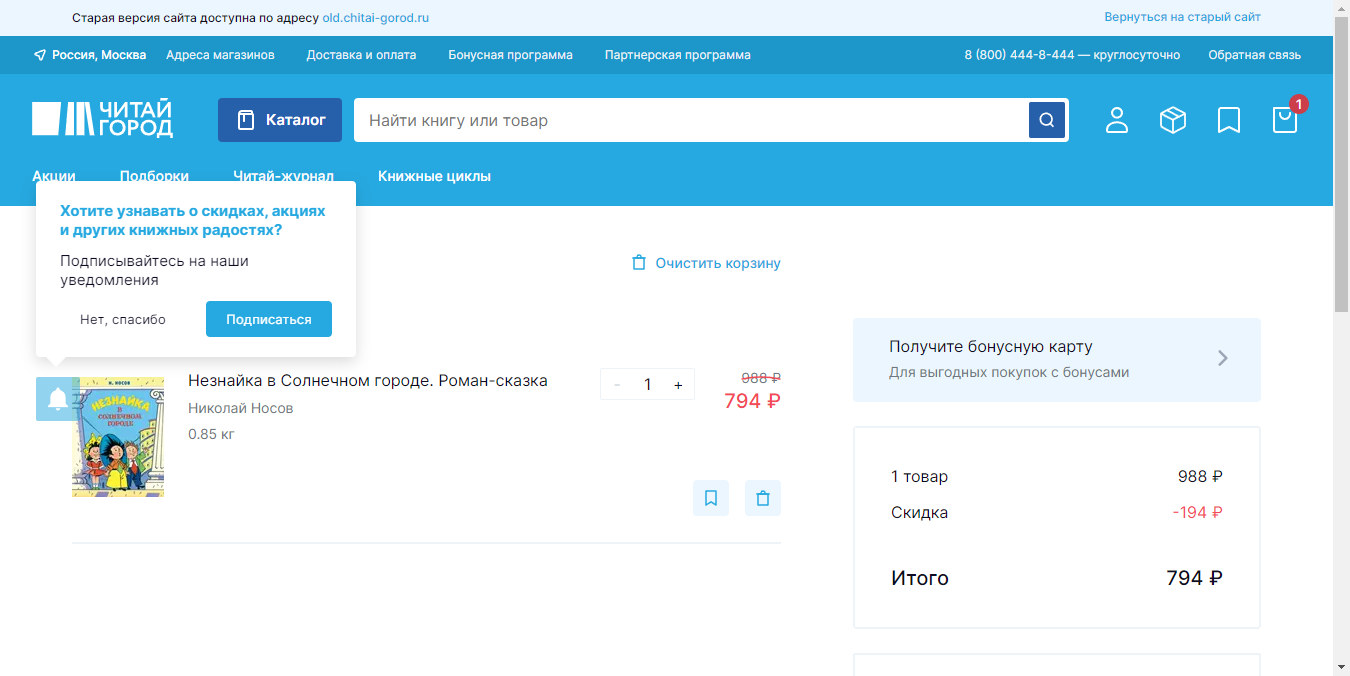 Старая версия сайта доступна по адресу old.chitai-gorod.ru
Вернуться на старый сайт
Россия, Москва
Адреса магазинов
Доставка и оплата
Бонусная программа
Партнерская программа
8 (800) 444-8-444 — круглосуточно
Обратная связь
ЧИТАЙ
ГОРОД
Каталог
Найти книгу или товар
1
Акции
Подборки
Читай-журнал
Книжные циклы
Хотите узнавать о скидках, акциях
и других книжных радостях?
Подписывайтесь на наши
уведомления
Нет, спасибо
Подписаться
Очистить корзину
Н. НОСОВ
НЕЗНАЙКА
В
СОЛНЕЧНОМ
ГОРОДЕ
Незнайка в Солнечном городе. Роман-сказка
Николай Носов
0.85 кг
- 1 +
988 ₽
794 ₽
Получите бонусную карту
Для выгодных покупок с бонусами
1 товар 988 ₽
Скидка -194 ₽
Итого 794 ₽